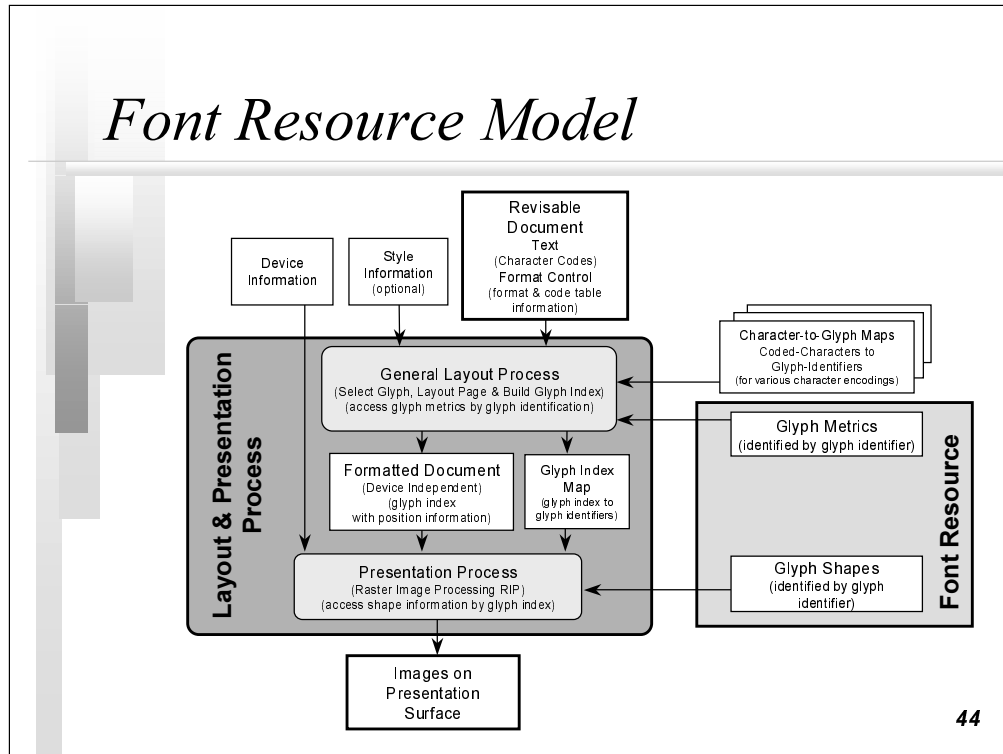 Font Resource Model
Revisable
Document
Text
(Character Codes)
Format Control
(format & code table
information)
Device
Information
Style
Information
(optional)
Character-to-Glyph Maps
Coded-Characters to
Glyph-Identifiers
(for various character encodings)
Layout & Presentation
Process
General Layout Process
(Select Glyph, Layout Page & Build Glyph Index)
(access glyph metrics by glyph identification)
Glyph Metrics
(identified by glyph identifier)
Formatted Document
(Device Independent)
(glyph index
with position information)
Glyph Index
Map
(glyph index to
glyph identifiers)
Font Resource
Presentation Process
(Raster Image Processing RIP)
(access shape information by glyph index)
Glyph Shapes
(identified by glyph
identifier)
Images on
Presentation
Surface
44